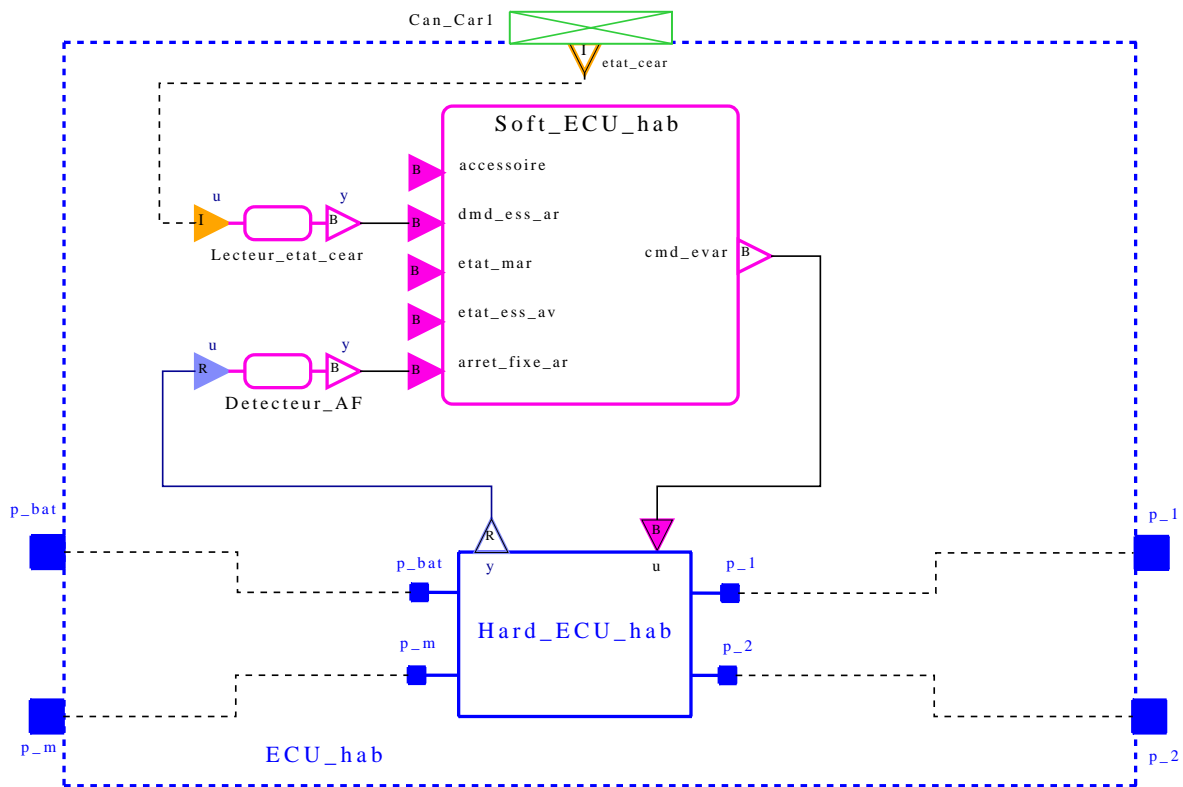 Can_Car1
I
etat_cear
Soft_ECU_hab
B accessoire
u
y
I
B
B dmd_ess_ar
Lecteur_etat_cear
cmd_evar B
B etat_mar
B etat_ess_av
u
y
R
B
B arret_fixe_ar
Detecteur_AF
p_bat
p_1
R
B
y
u
p_bat
p_1
Hard_ECU_hab
p_m
p_2
p_m
p_2
ECU_hab